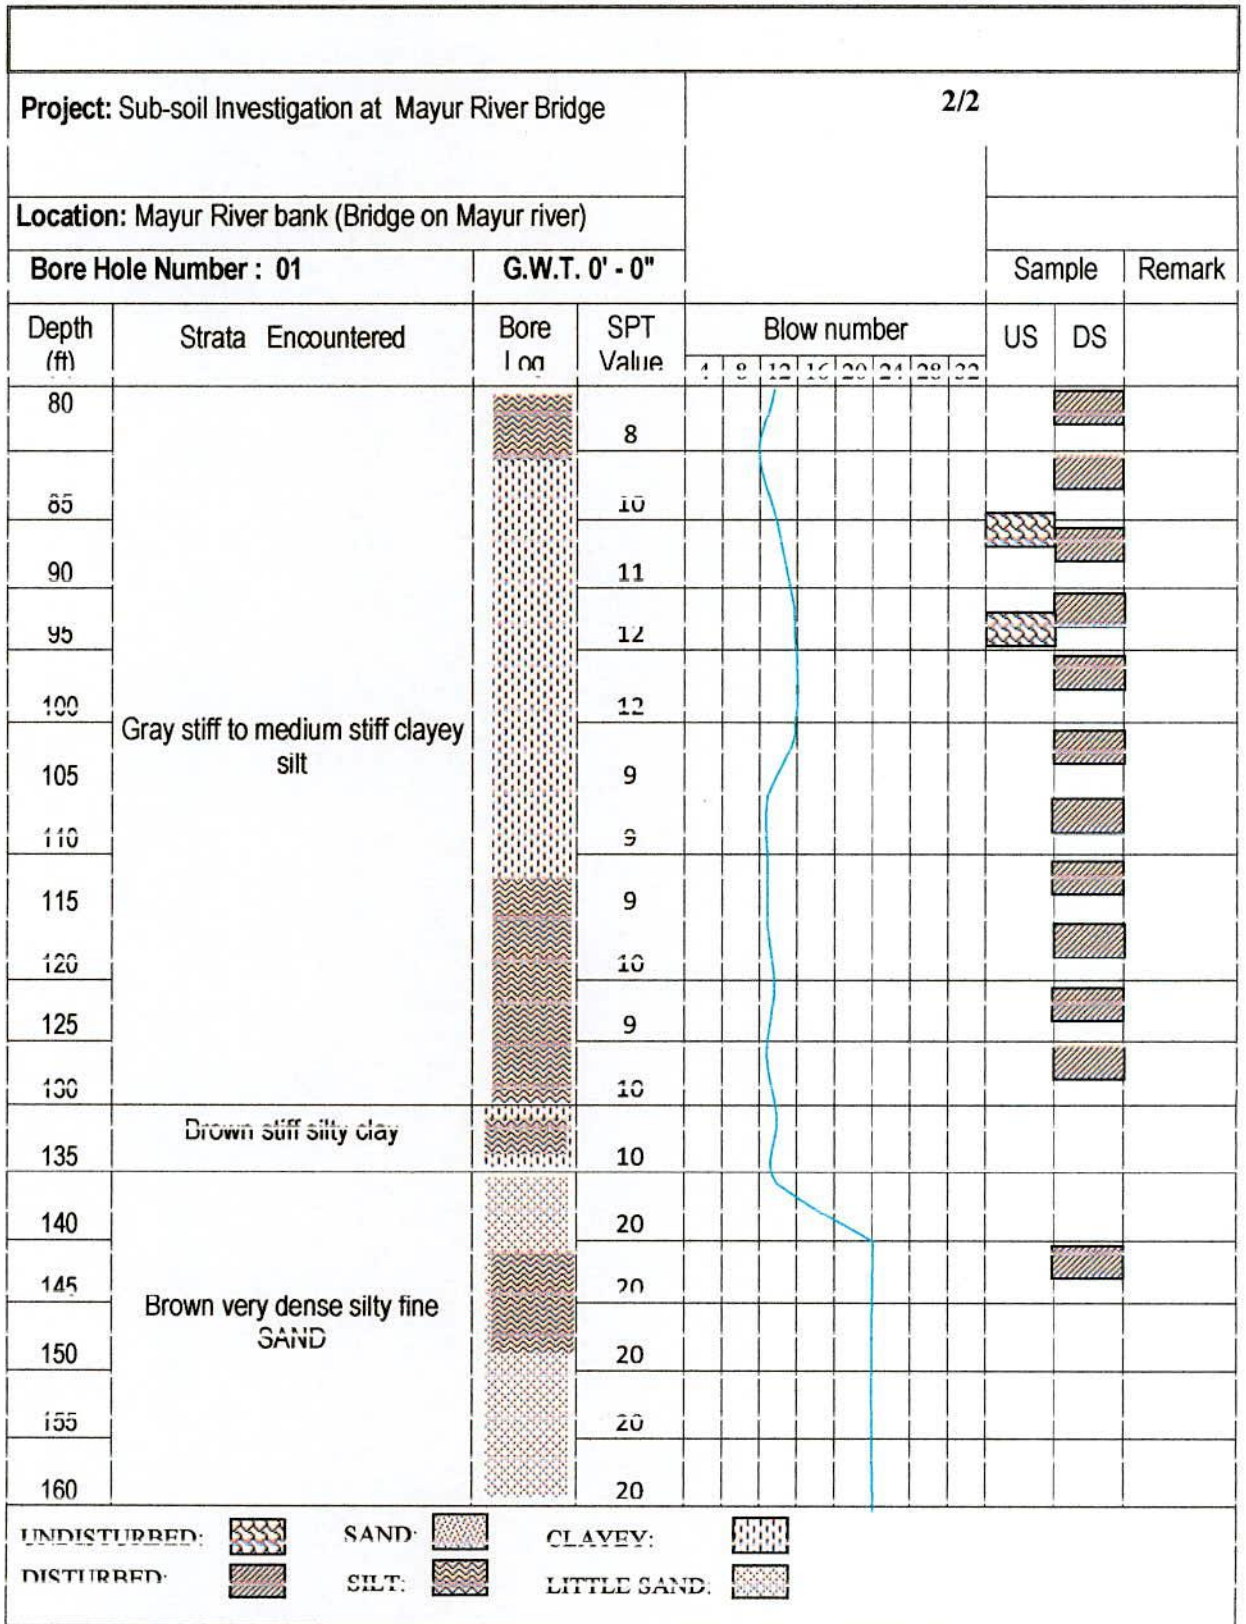 Project: Sub-soil Investigation at Mayur River Bridge
2/2
Location: Mayur River bank (Bridge on Mayur river)
Bore Hole Number : 01
G.W.T. 0' - 0"
Sample
Remark
Depth (ft)
Strata Encountered
Bore Log
SPT Value
Blow number
US
DS
4 8 12 16 20 24 28 32
80
8
85
10
90
11
95
12
100
12
Gray stiff to medium stiff clayey
silt
105
9
110
9
115
9
120
10
125
9
130
10
Brown stiff silty clay
135
10
140
20
145
20
Brown very dense silty fine
SAND
150
20
155
20
160
20
UNDISTURBED:
SAND:
CLAYEY:
DISTURBED:
SILT:
LITTLE SAND: